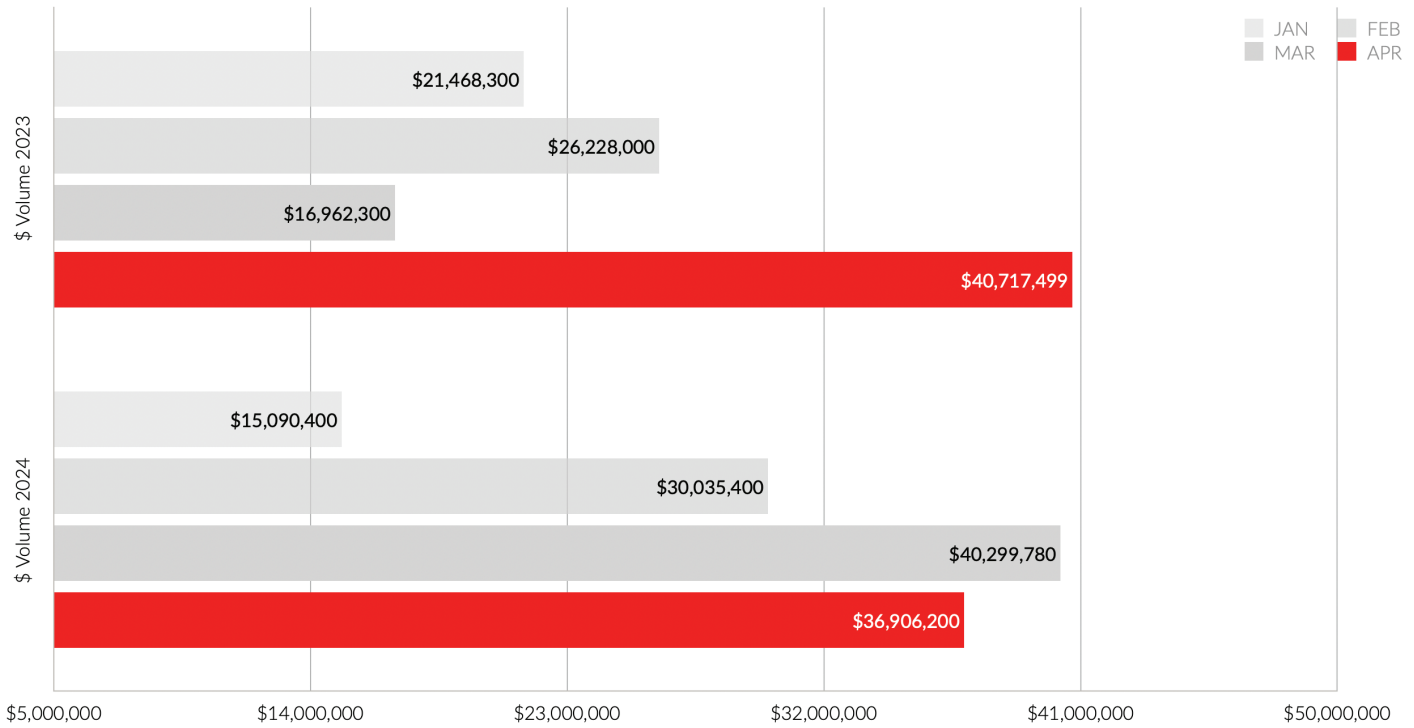 JAN FEB
MAR APR
$ Volume 2023
$21,468,300
$26,228,000
$16,962,300
$40,717,499
$ Volume 2024
$15,090,400
$30,035,400
$40,299,780
$36,906,200
$5,000,000 $14,000,000 $23,000,000 $32,000,000 $41,000,000 $50,000,000